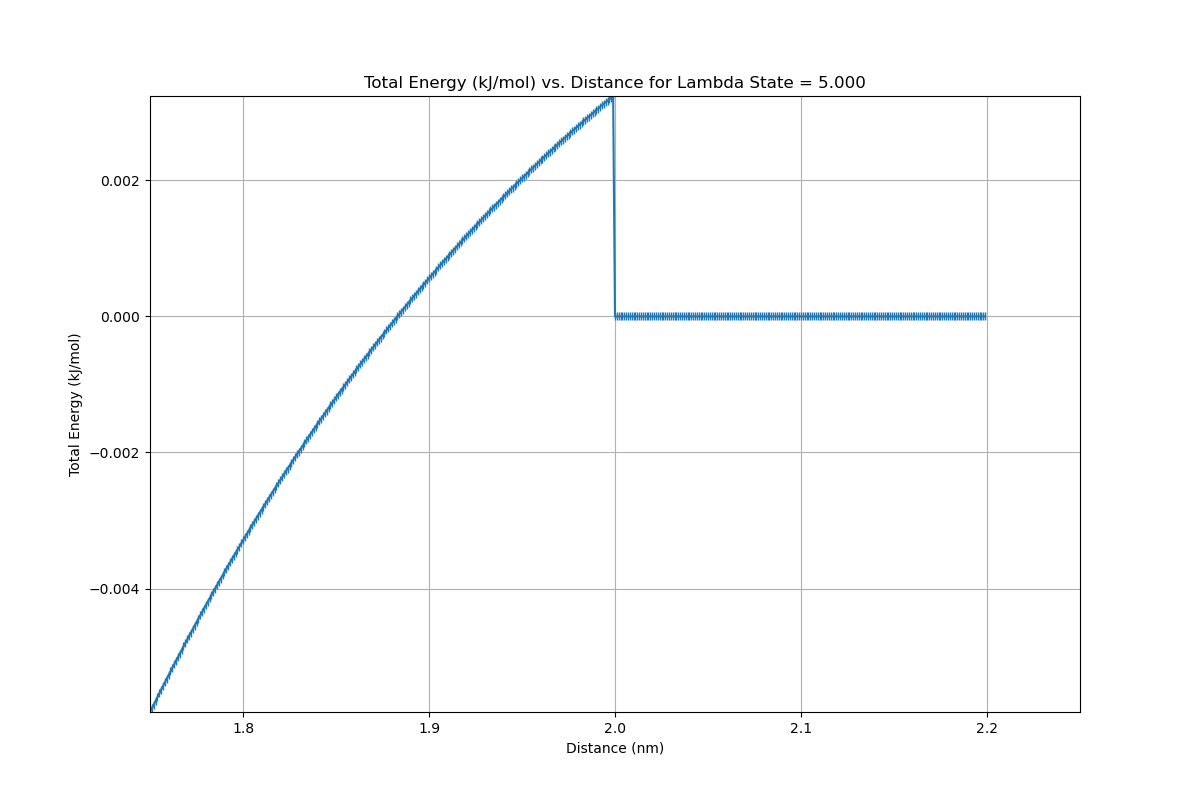 Total Energy (kJ/mol) vs. Distance for Lambda State = 5.000
Total Energy (kJ/mol)
0.002
0.000
−0.002
−0.004
1.8 1.9 2.0 2.1 2.2
Distance (nm)